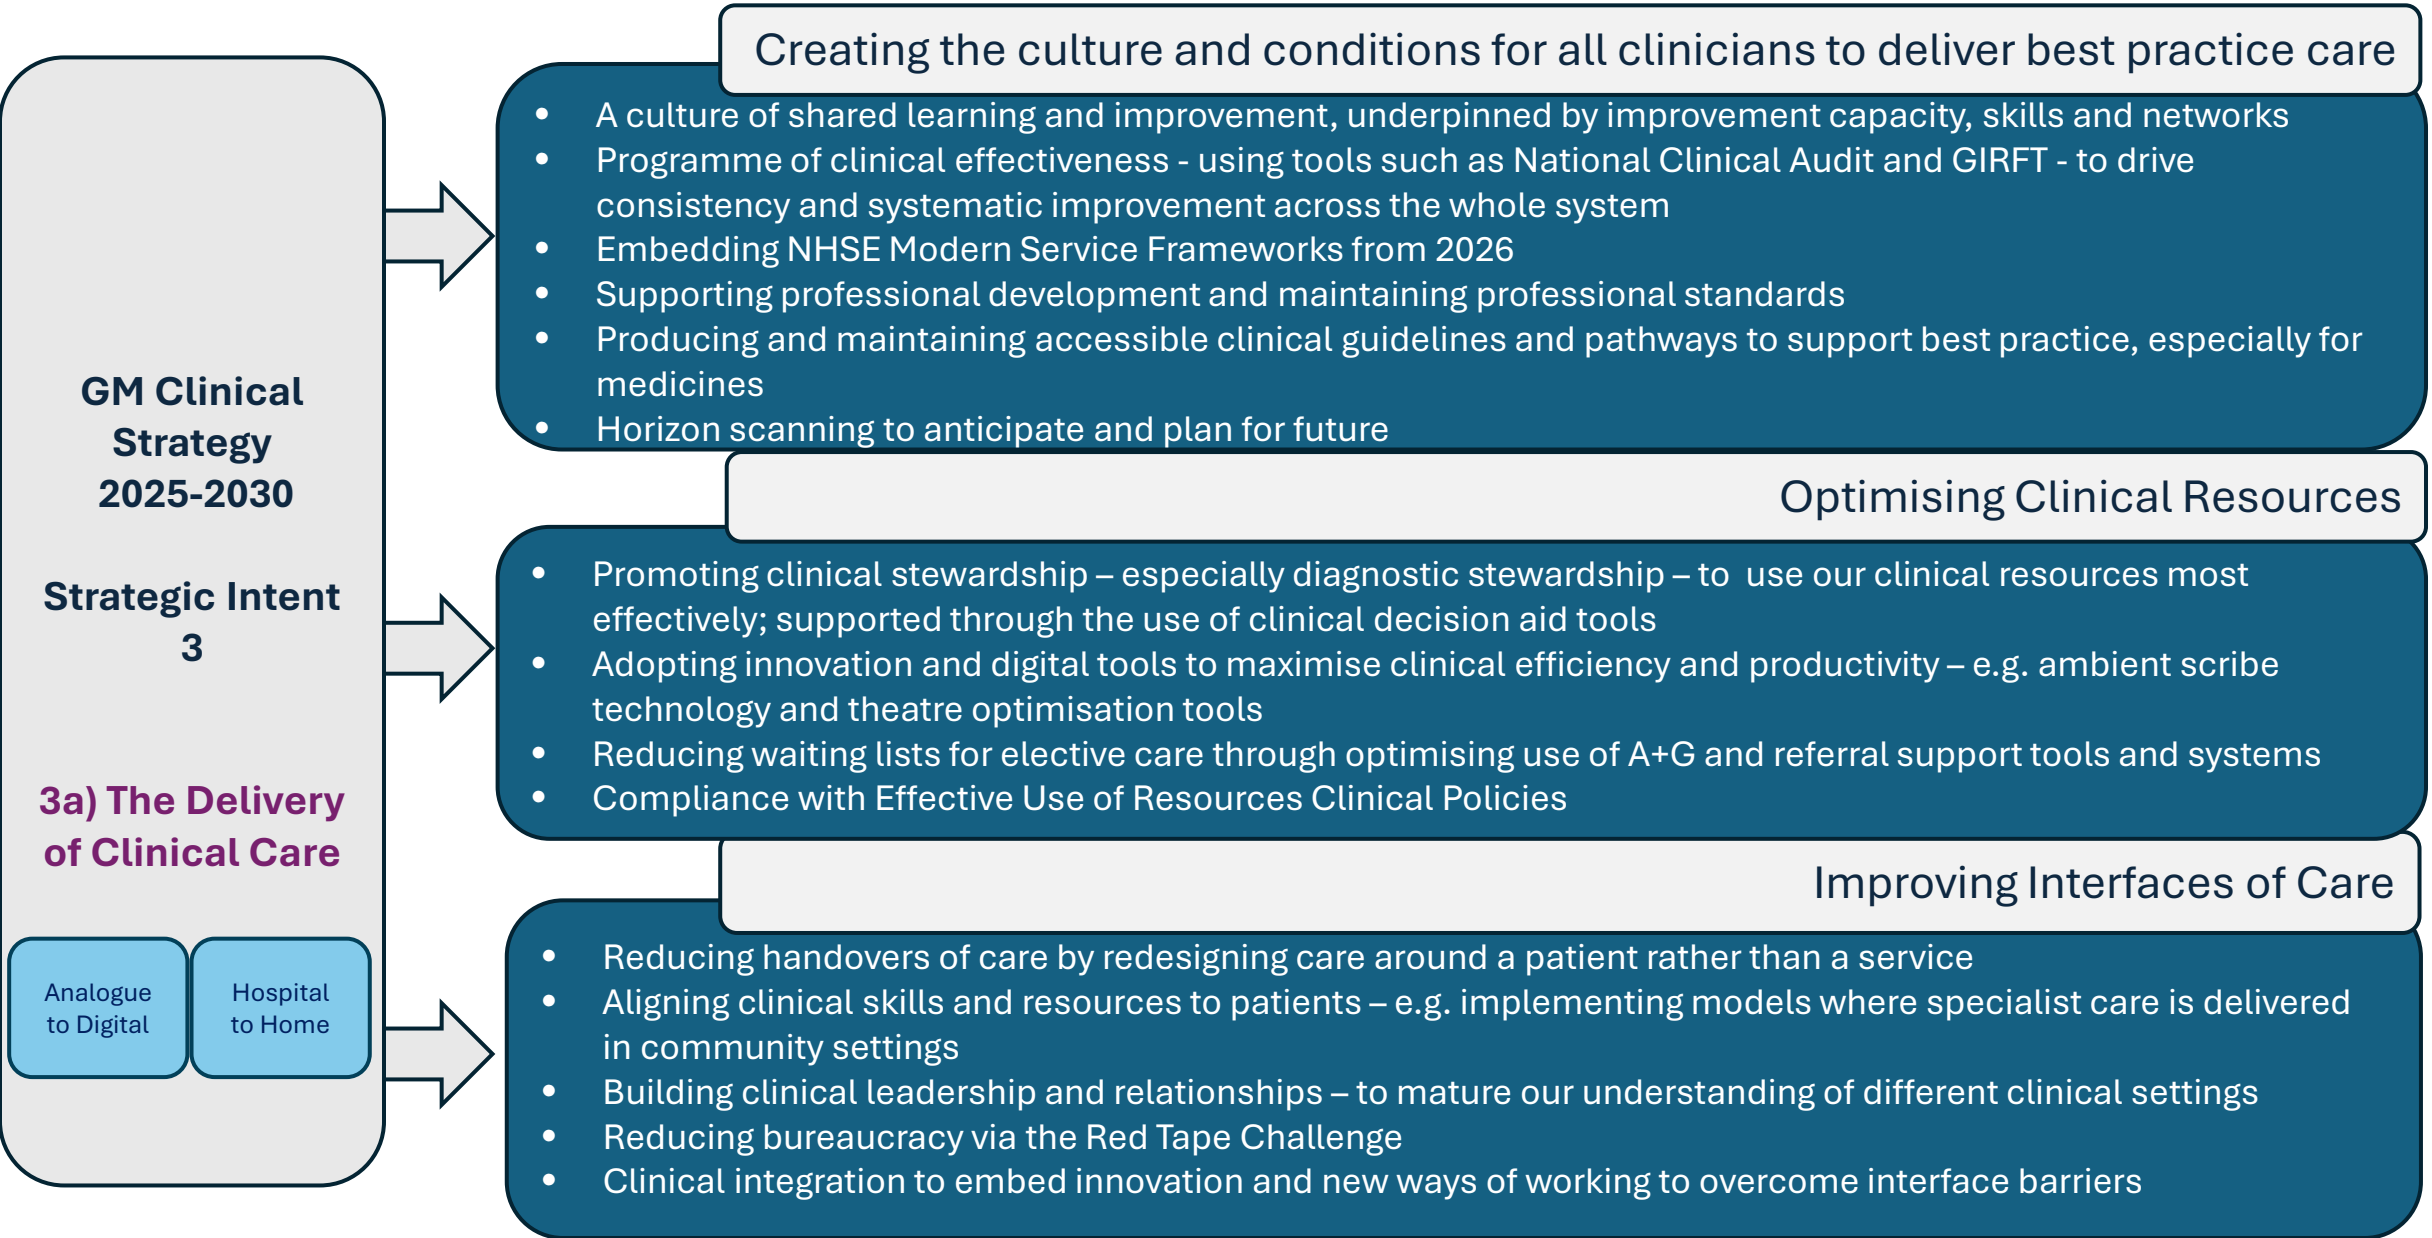 GM Clinical
Strategy
2025-2030
Strategic Intent
3
3a) The Delivery
of Clinical Care
Analogue
to Digital
Hospital
to Home
Creating the culture and conditions for all clinicians to deliver best practice care
• A culture of shared learning and improvement, underpinned by improvement capacity, skills and networks
• Programme of clinical effectiveness - using tools such as National Clinical Audit and GIRFT - to drive
consistency and systematic improvement across the whole system
• Embedding NHSE Modern Service Frameworks from 2026
• Supporting professional development and maintaining professional standards
• Producing and maintaining accessible clinical guidelines and pathways to support best practice, especially for
medicines
• Horizon scanning to anticipate and plan for future
Optimising Clinical Resources
• Promoting clinical stewardship – especially diagnostic stewardship – to use our clinical resources most
effectively; supported through the use of clinical decision aid tools
• Adopting innovation and digital tools to maximise clinical efficiency and productivity – e.g. ambient scribe
technology and theatre optimisation tools
• Reducing waiting lists for elective care through optimising use of A+G and referral support tools and systems
• Compliance with Effective Use of Resources Clinical Policies
Improving Interfaces of Care
• Reducing handovers of care by redesigning care around a patient rather than a service
• Aligning clinical skills and resources to patients – e.g. implementing models where specialist care is delivered
in community settings
• Building clinical leadership and relationships – to mature our understanding of different clinical settings
• Reducing bureaucracy via the Red Tape Challenge
• Clinical integration to embed innovation and new ways of working to overcome interface barriers